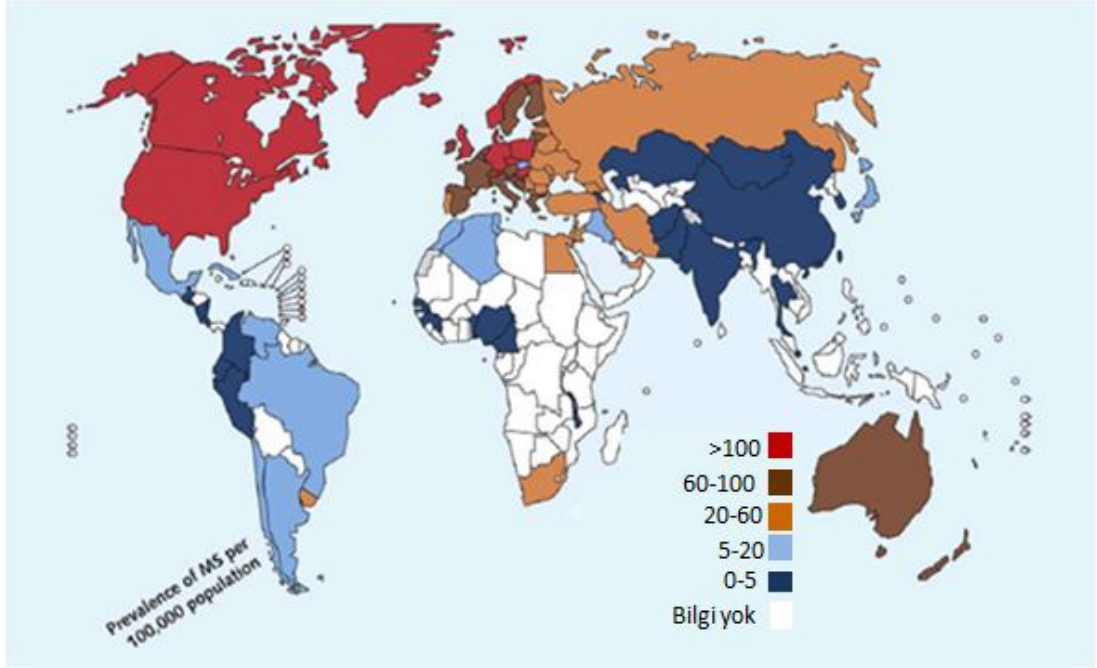 >100
60-100
20-60
5-20
0-5
Bilgi yok
Prevalence of MS per
100,000 population